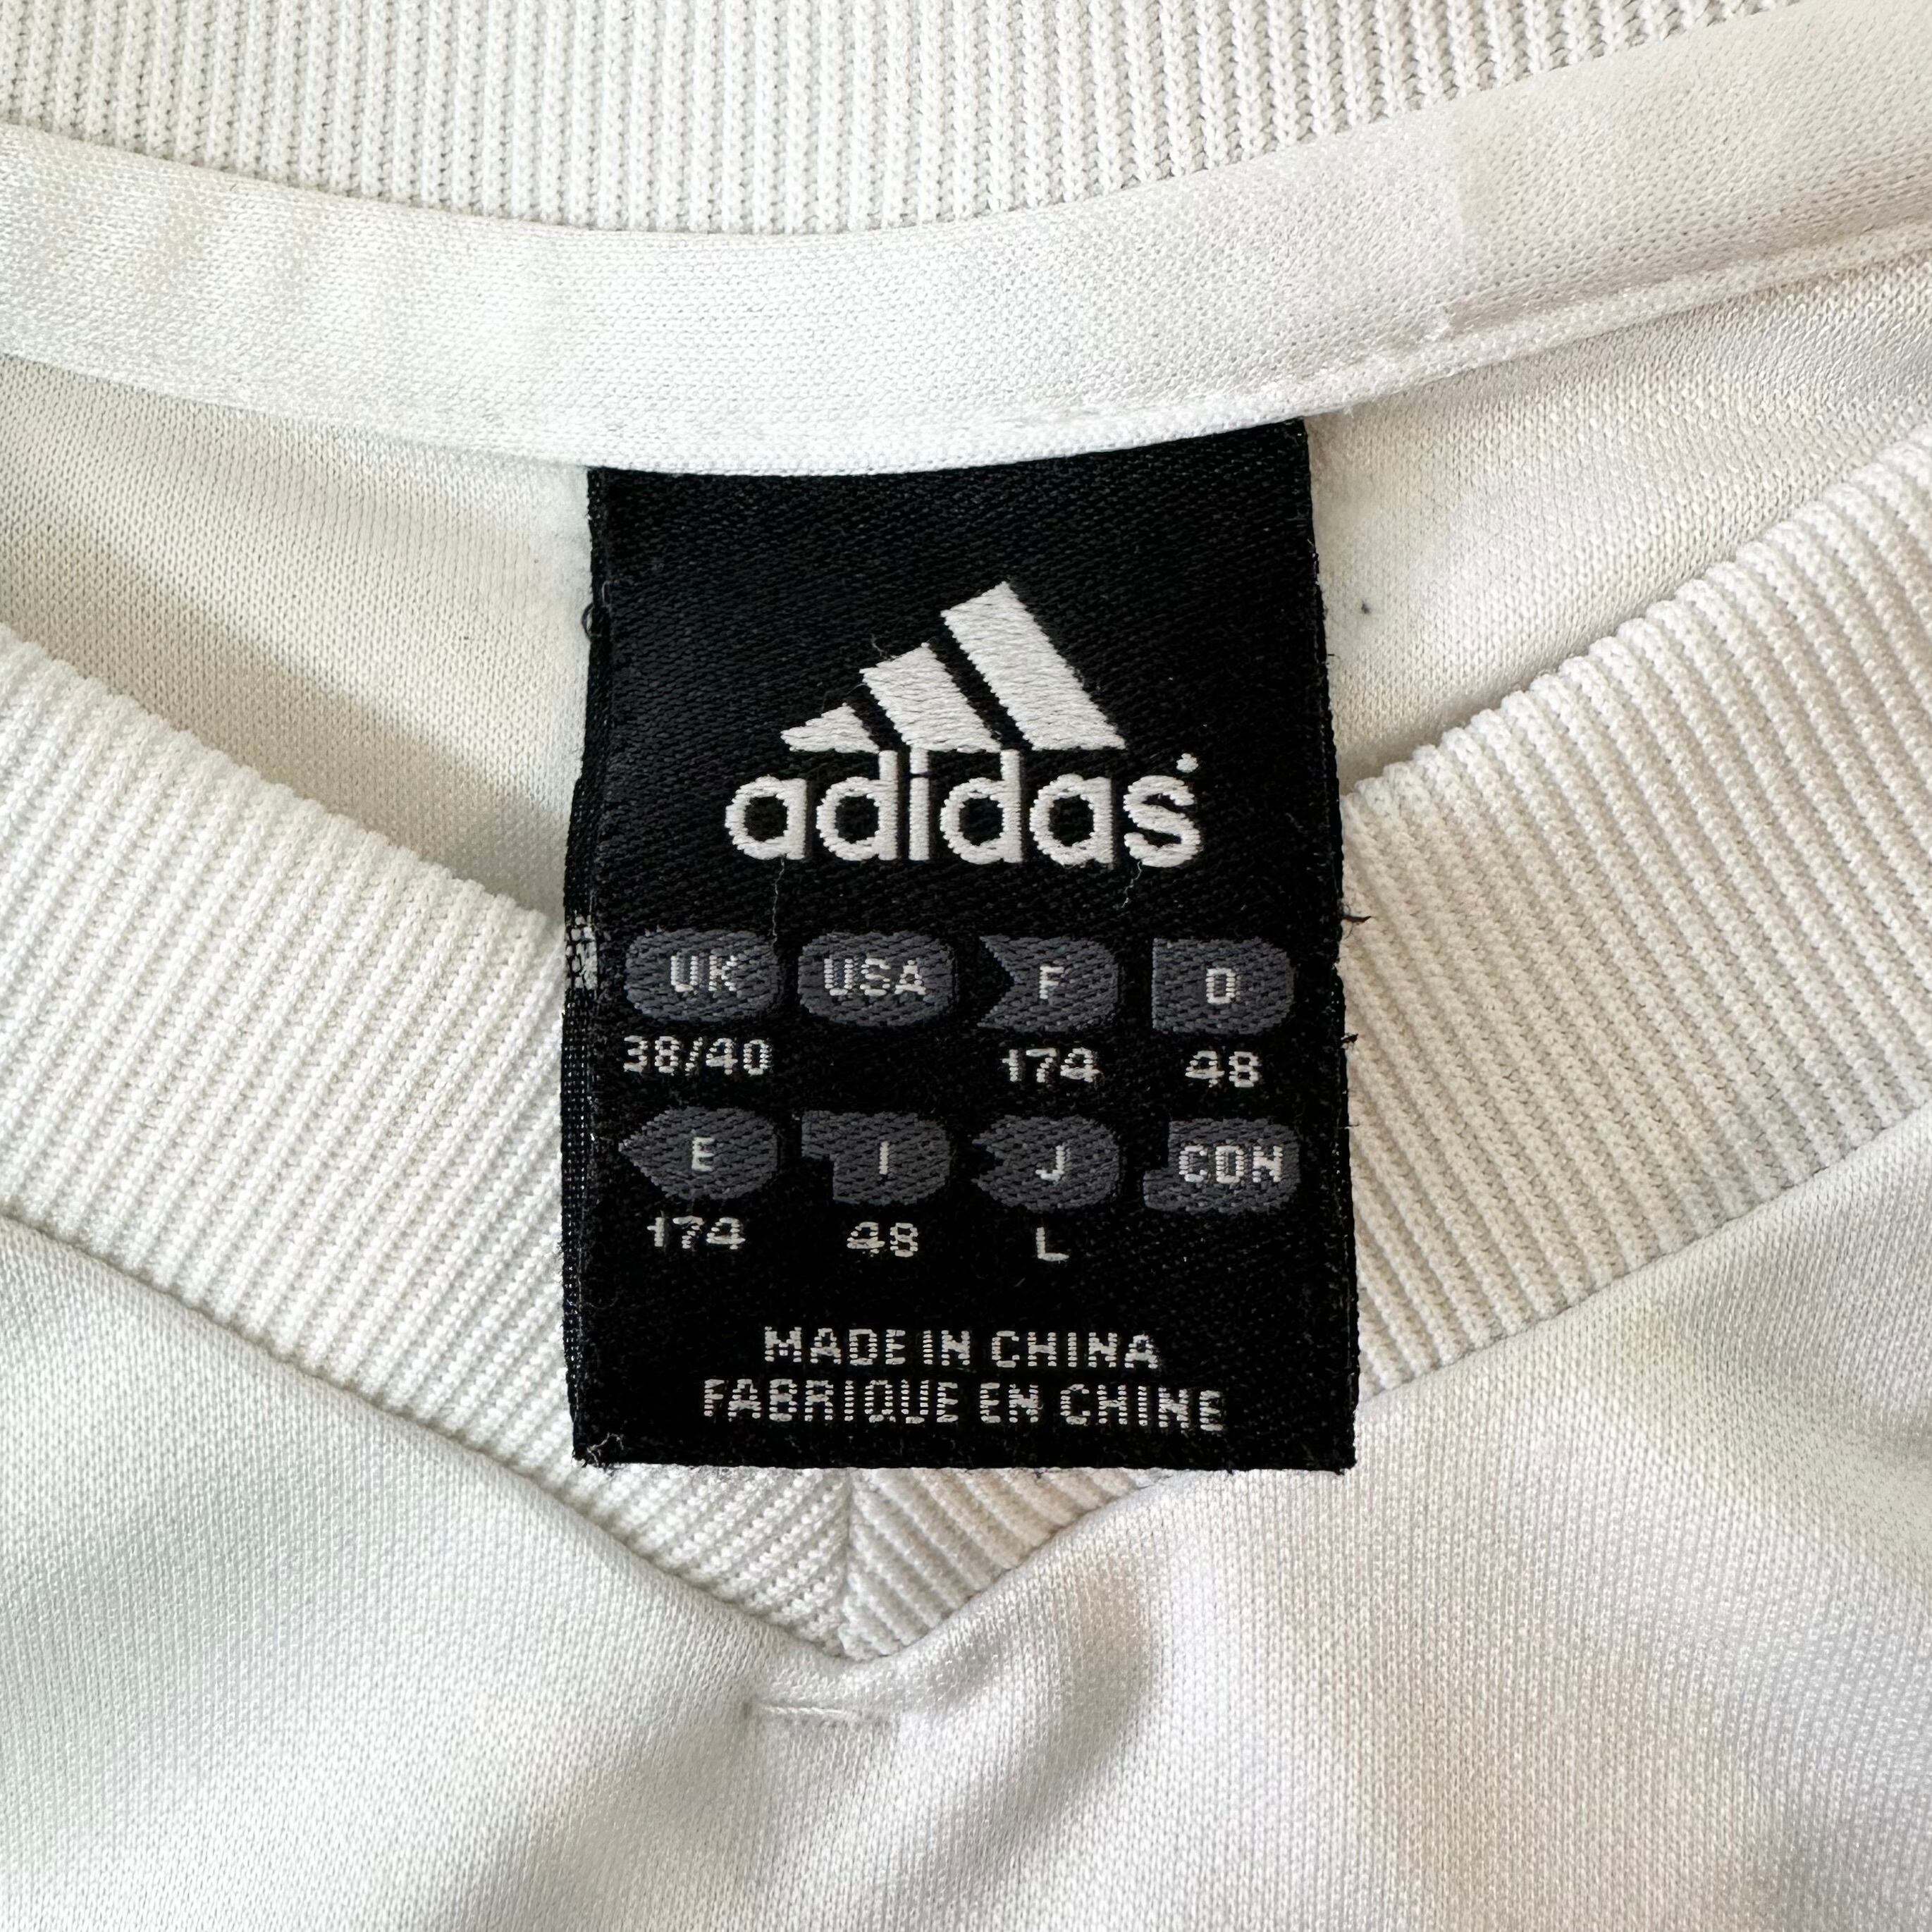 adidas
UK USA F D
38/40 174 48
E I J CDN
174 48 L
MADE IN CHINA
FABRIQUE EN CHINE